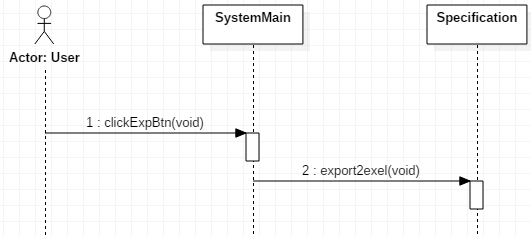 SystemMain
Specification
Actor: User
1 : clickExpBtn(void)
2 : export2exel(void)